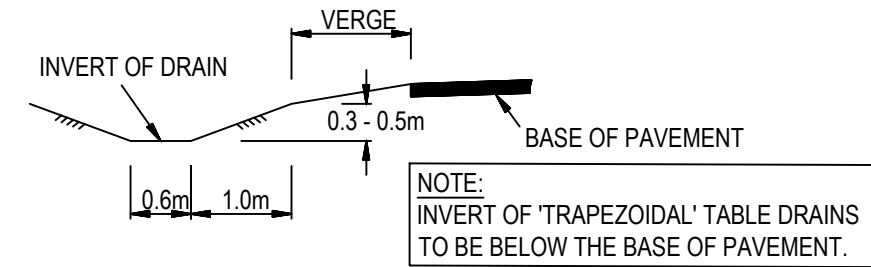 VERGE
INVERT OF DRAIN
0.3 - 0.5m
BASE OF PAVEMENT
0.6m
1.0m
NOTE:
INVERT OF 'TRAPEZOIDAL' TABLE DRAINS
TO BE BELOW THE BASE OF PAVEMENT.